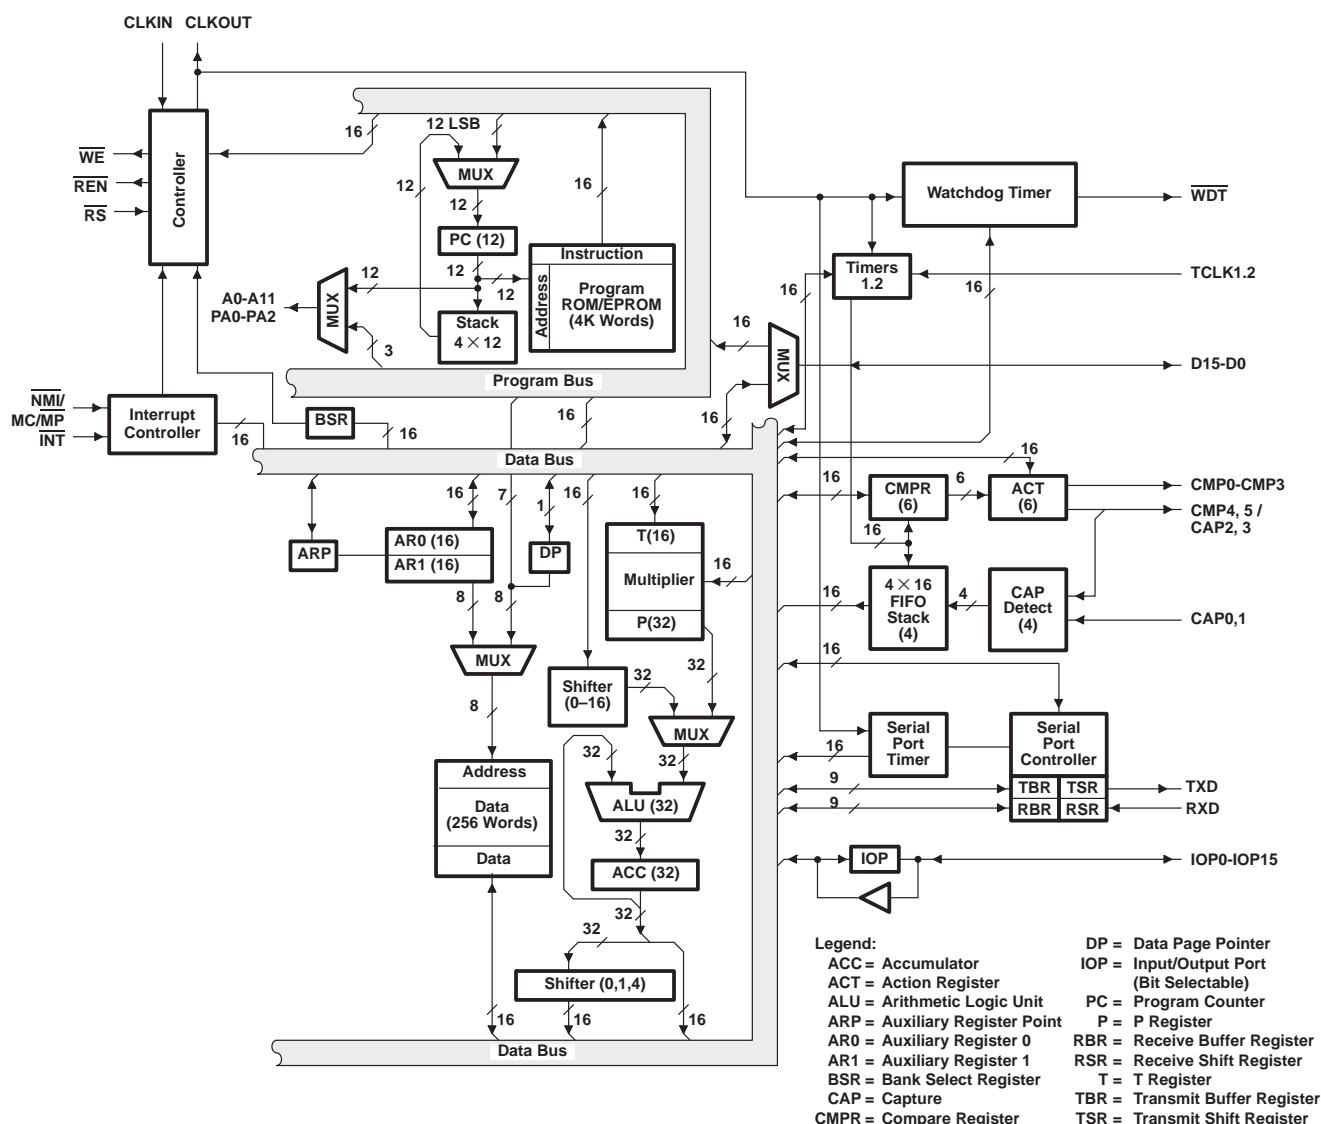 CLKIN CLKOUT
16
12 LSB
WE
REN
RS
Controller
MUX
12
16
12
PC (12)
12
12
12
Instruction
Address
Program
ROM/EPROM
(4K Words)
Stack
4 × 12
A0-A11
PA0-PA2
MUX
3
Program Bus
Watchdog Timer
WDT
Timers
1.2
TCLK1.2
16
16
16
MUX
D15-D0
NMI/
MC/MP
INT
Interrupt
Controller
16
BSR
16
16
16
Data Bus
16
7
1
16
16
ARP
AR0 (16)
AR1 (16)
DP
T(16)
Multiplier
P(32)
16
8
8
MUX
8
Shifter
(0–16)
32
32
MUX
32
32
ALU (32)
32
ACC (32)
32
32
Shifter (0,1,4)
16
16
16
Address
Data
(256 Words)
Data
Data Bus
16
16
CMPR
(6)
6
ACT
(6)
CMP0-CMP3
CMP4, 5 /
CAP2, 3
16
16
4 × 16
FIFO
Stack
(4)
4
CAP
Detect
(4)
CAP0,1
16
Serial
Port
Timer
16
Serial
Port
Controller
9
TBR
TSR
TXD
9
RBR
RSR
RXD
IOP
IOP0-IOP15
Legend:
ACC = Accumulator
ACT = Action Register
ALU = Arithmetic Logic Unit
ARP = Auxiliary Register Point
AR0 = Auxiliary Register 0
AR1 = Auxiliary Register 1
BSR = Bank Select Register
CAP = Capture
CMPR = Compare Register
DP = Data Page Pointer
IOP = Input/Output Port
(Bit Selectable)
PC = Program Counter
P = P Register
RBR = Receive Buffer Register
RSR = Receive Shift Register
T = T Register
TBR = Transmit Buffer Register
TSR = Transmit Shift Register